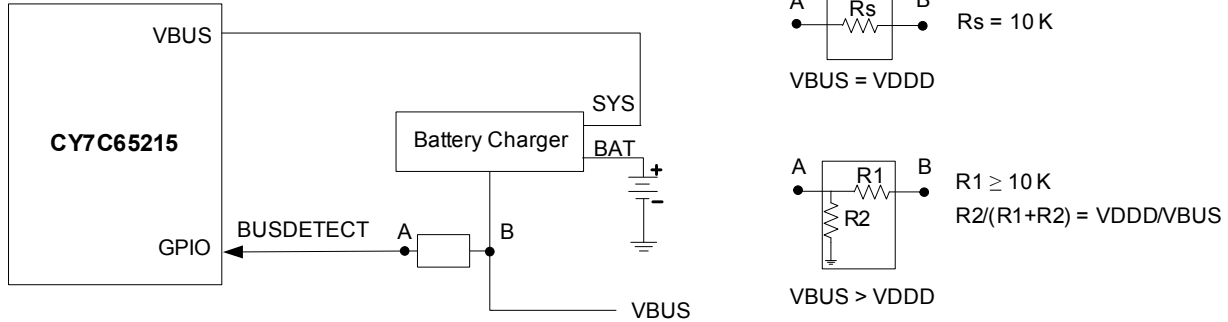 VBUS
CY7C65215
GPIO
BUSDETECT
A
B
Battery Charger
SYS
BAT
+
-
VBUS
A
B
Rs
Rs = 10 K
VBUS = VDDD
A
B
R1
R2
R1 ≥ 10 K
R2/(R1+R2) = VDDD/VBUS
VBUS > VDDD